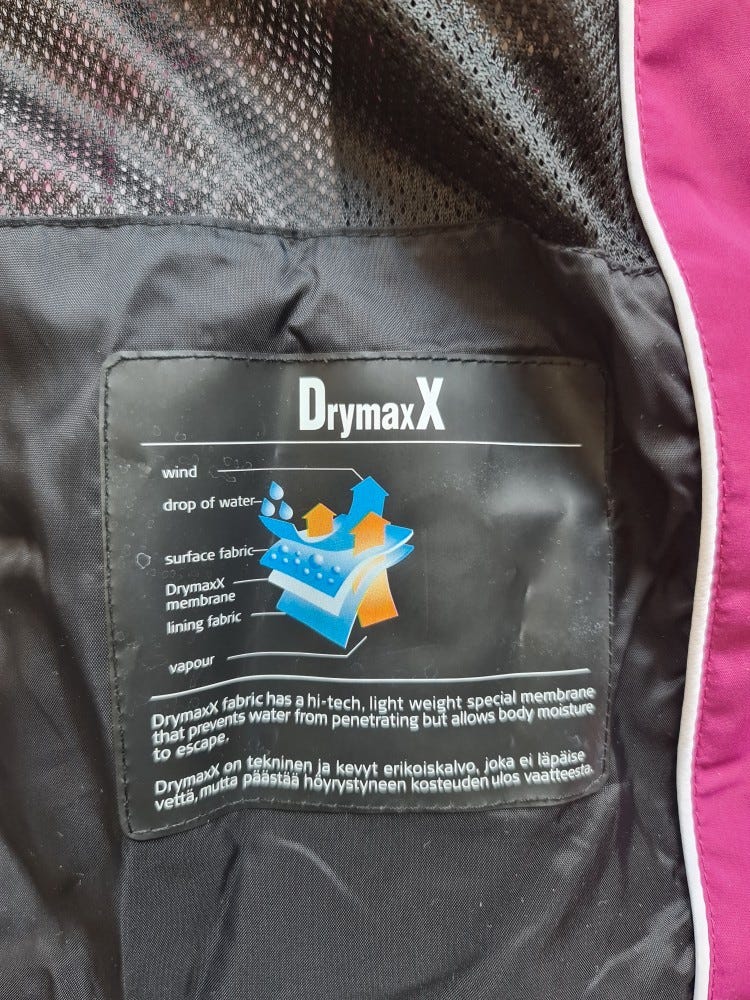 DrymaxX
wind
drop of water
surface fabric
DrymaxX
membrane
lining fabric
vapour
DrymaxX fabric has a hi-tech, light weight special membrane
that prevents water from penetrating but allows body moisture
to escape.
DrymaxX on tekninen ja kevyt erikoiskalvo, joka ei läpäise
vettä, mutta päästää höyrystyneen kosteuden ulos vaatteesta.